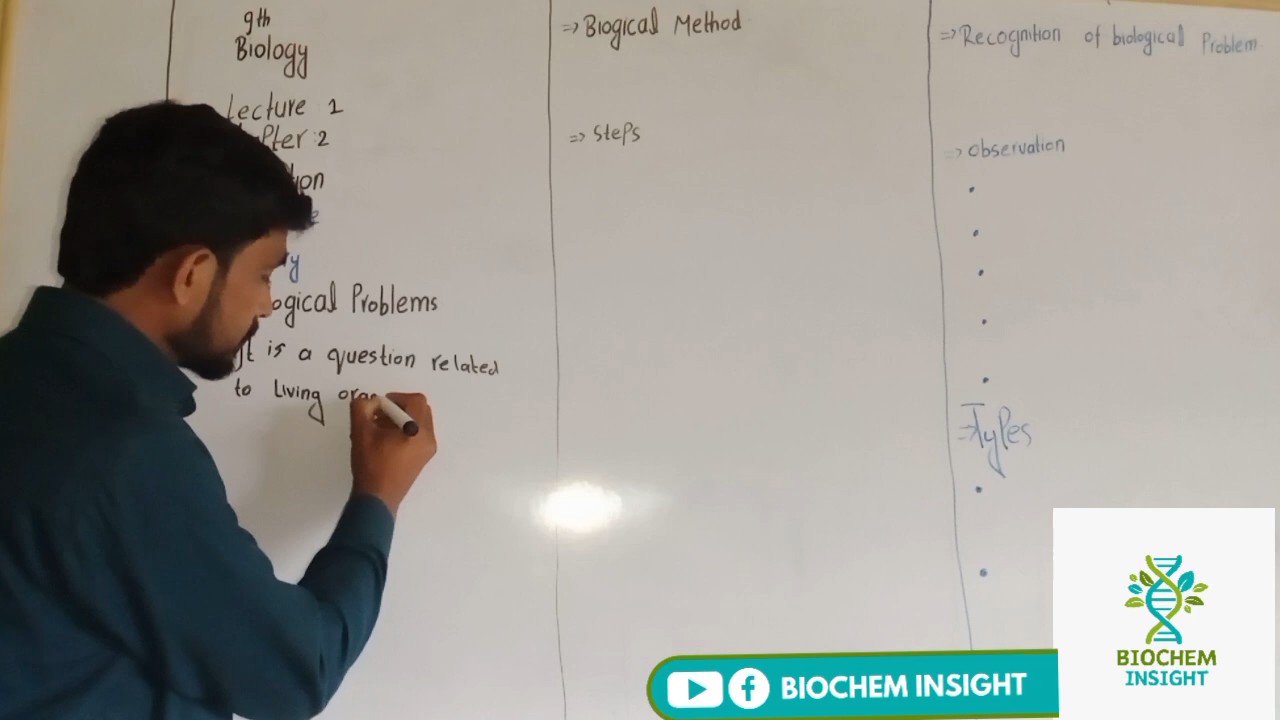 9th
Biology
Lecture 1
2
Problems
It is a question related
to Living
=> Biogical Method
=> Steps
=> Recognition of biological Problem
=> Observation
=> Types
BIOCHEM INSIGHT
BIOCHEM
INSIGHT